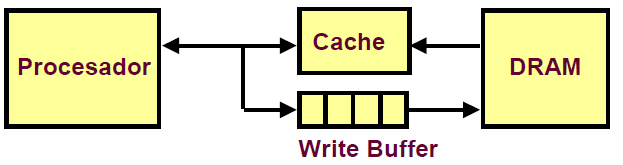 Procesador
Cache
DRAM
Write Buffer